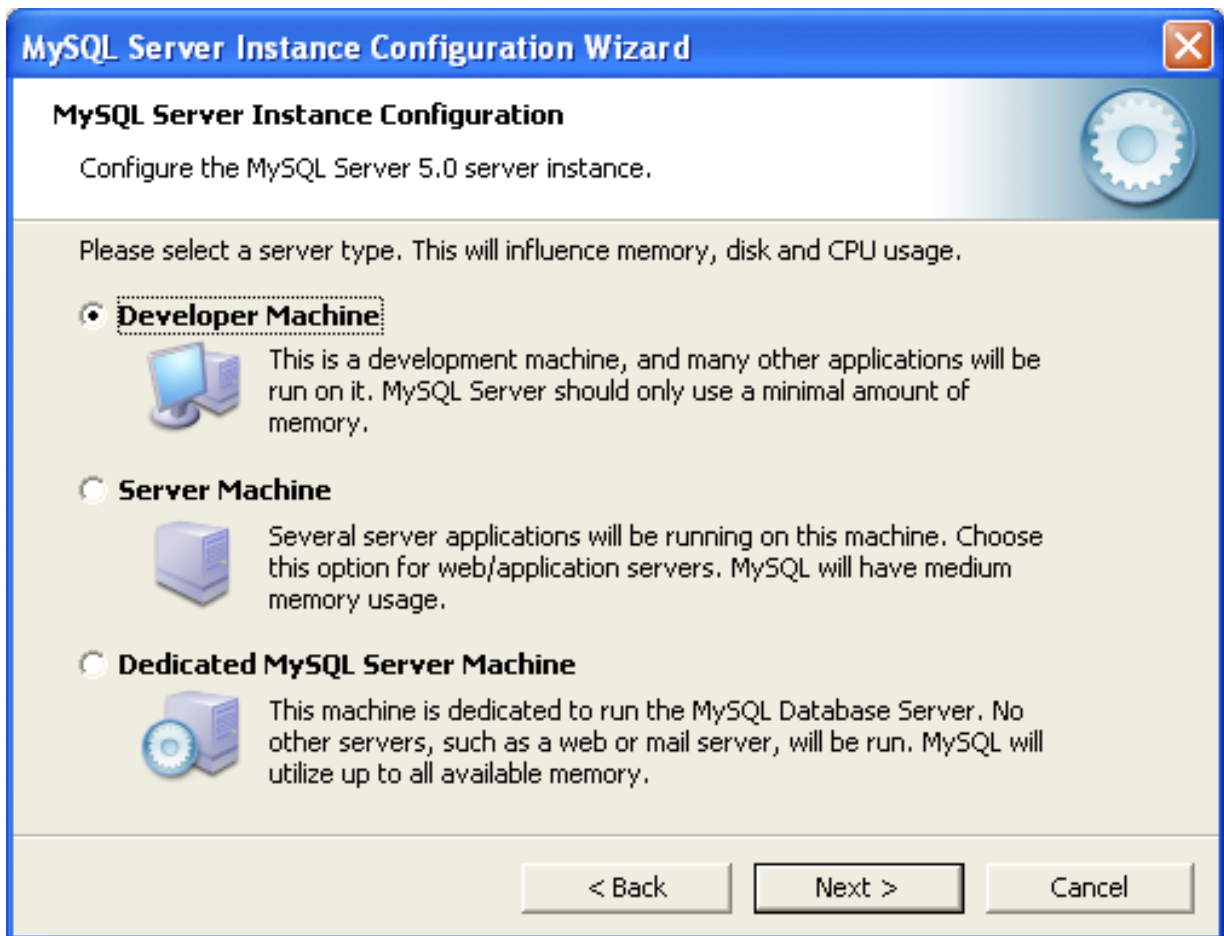 MySQL Server Instance Configuration Wizard
MySQL Server Instance Configuration
Configure the MySQL Server 5.0 server instance.
Please select a server type. This will influence memory, disk and CPU usage.
Developer Machine
This is a development machine, and many other applications will be
run on it. MySQL Server should only use a minimal amount of
memory.
Server Machine
Several server applications will be running on this machine. Choose
this option for web/application servers. MySQL will have medium
memory usage.
Dedicated MySQL Server Machine
This machine is dedicated to run the MySQL Database Server. No
other servers, such as a web or mail server, will be run. MySQL will
utilize up to all available memory.
< Back Next > Cancel